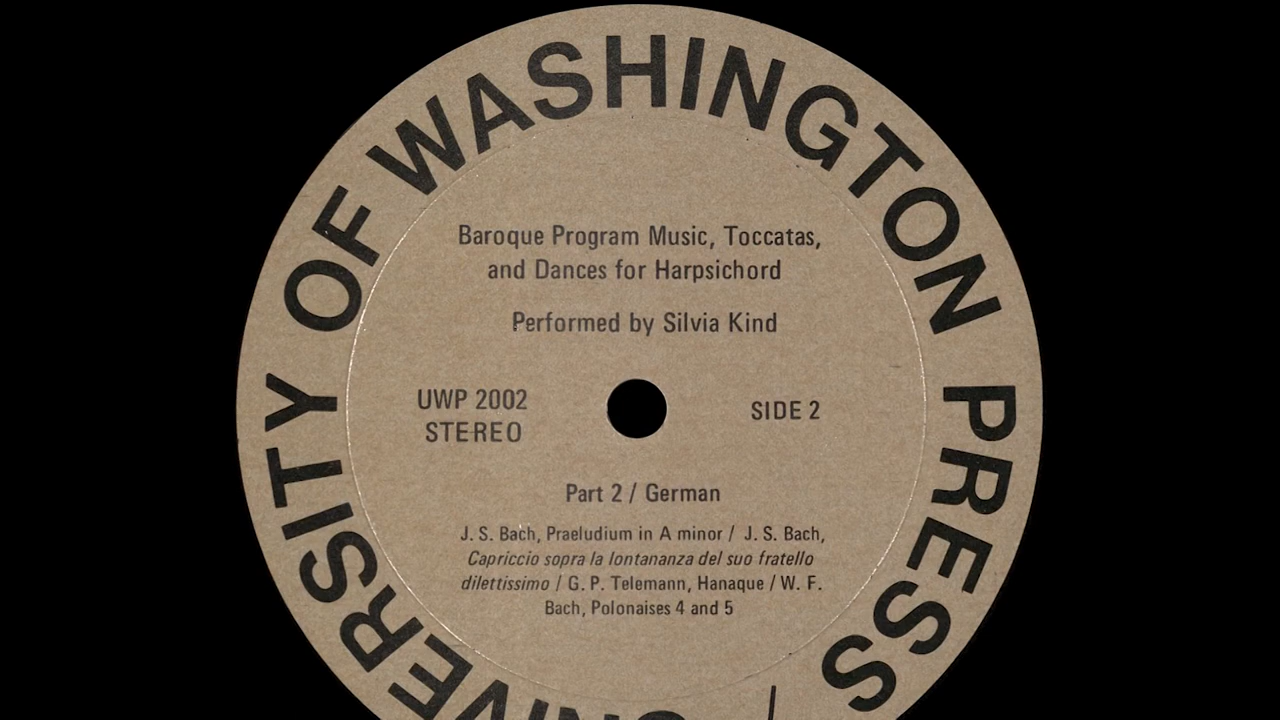 UNIVERSITY OF WASHINGTON PRESS /
Baroque Program Music, Toccatas,
and Dances for Harpsichord
Performed by Silvia Kind
UWP 2002
STEREO
SIDE 2
Part 2 / German
J. S. Bach, Praeludium in A minor / J. S. Bach,
Capriccio sopra la lontananza del suo fratello
dilettissimo / G. P. Telemann, Hanaque / W. F.
Bach, Polonaises 4 and 5